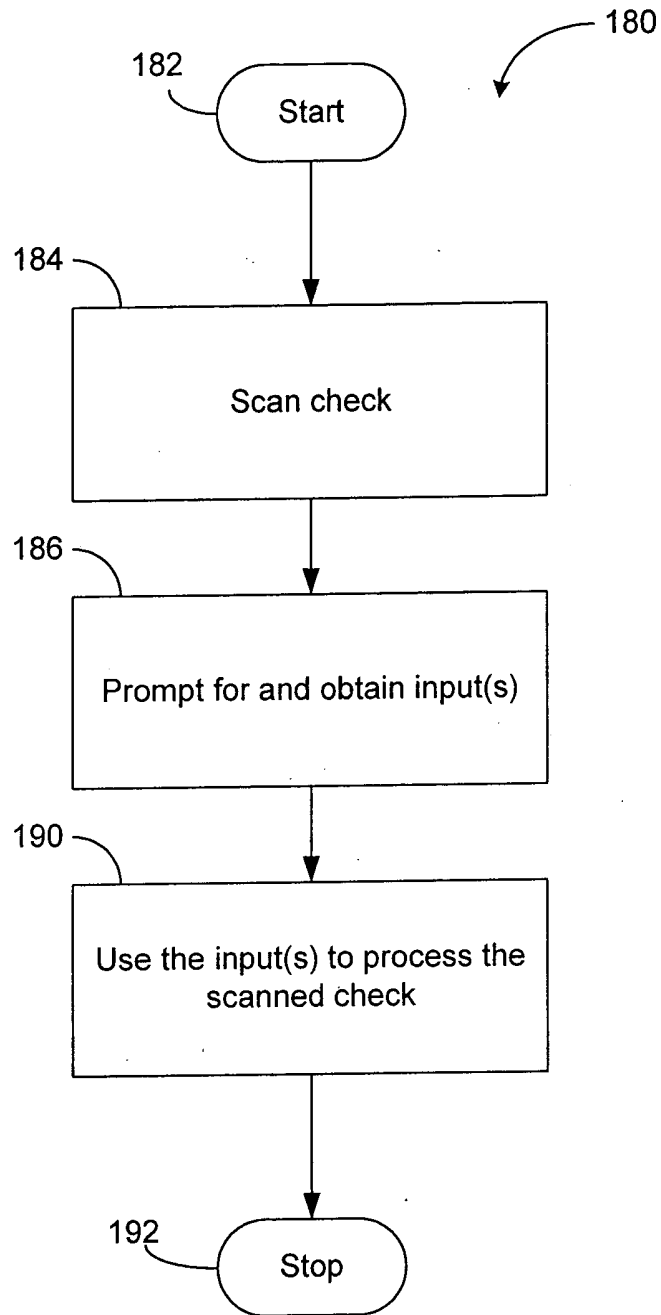 180
182
Start
184
Scan check
186
Prompt for and obtain input(s)
190
Use the input(s) to process the
scanned check
192
Stop